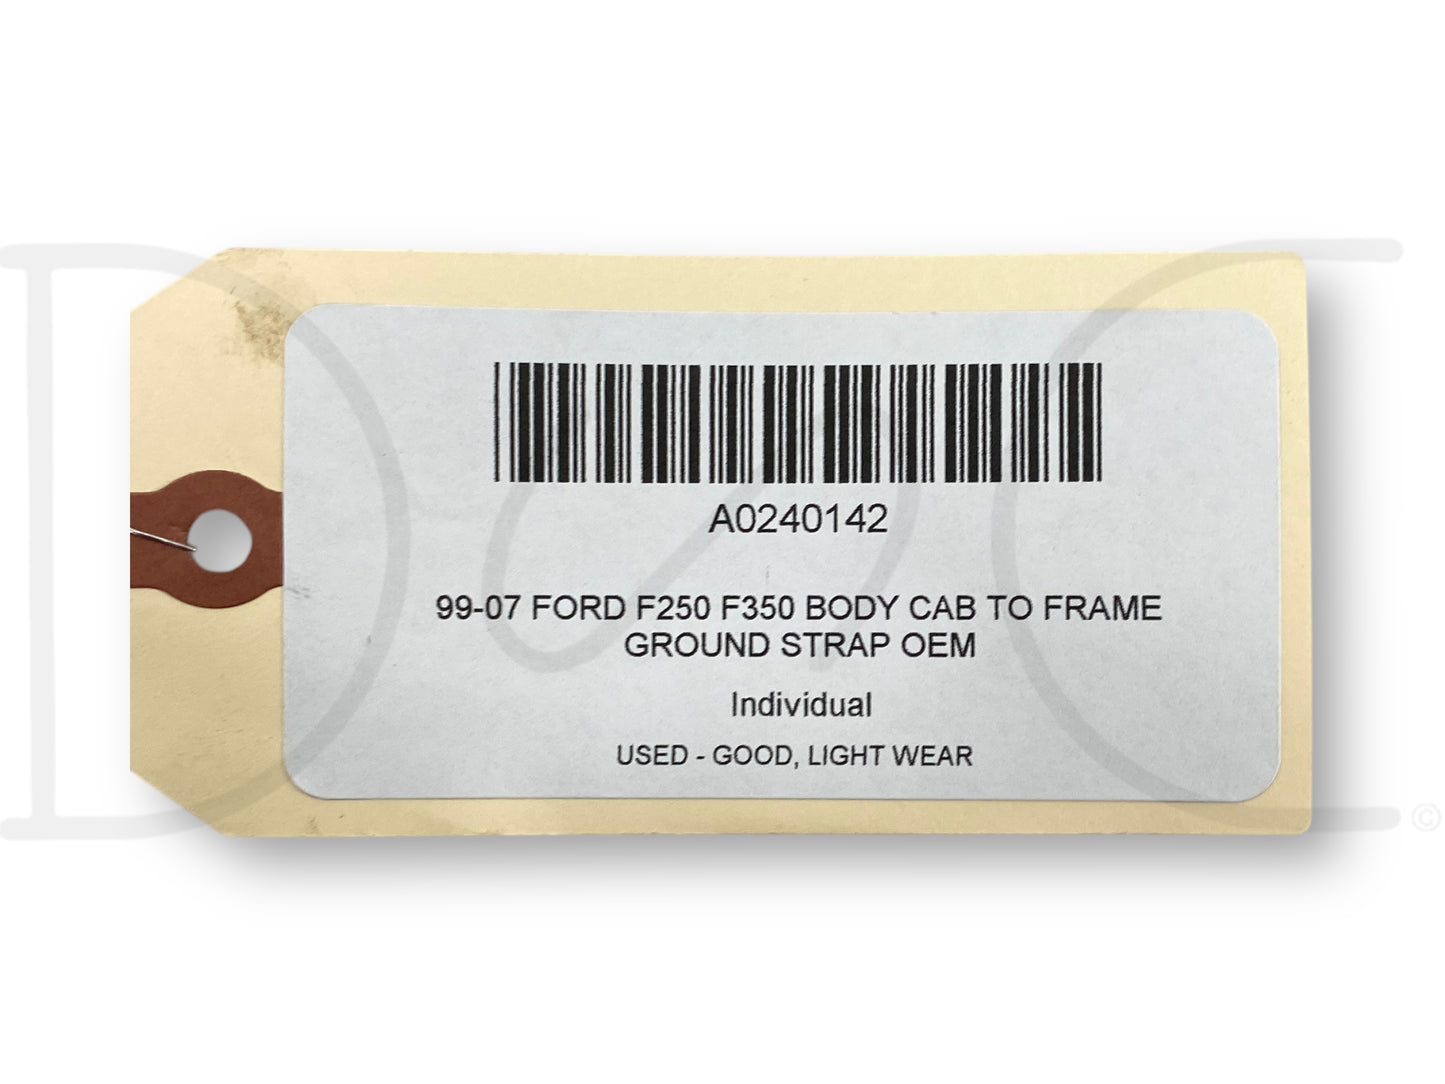 A0240142
99-07 FORD F250 F350 BODY CAB TO FRAME
GROUND STRAP OEM
Individual
USED - GOOD, LIGHT WEAR
©